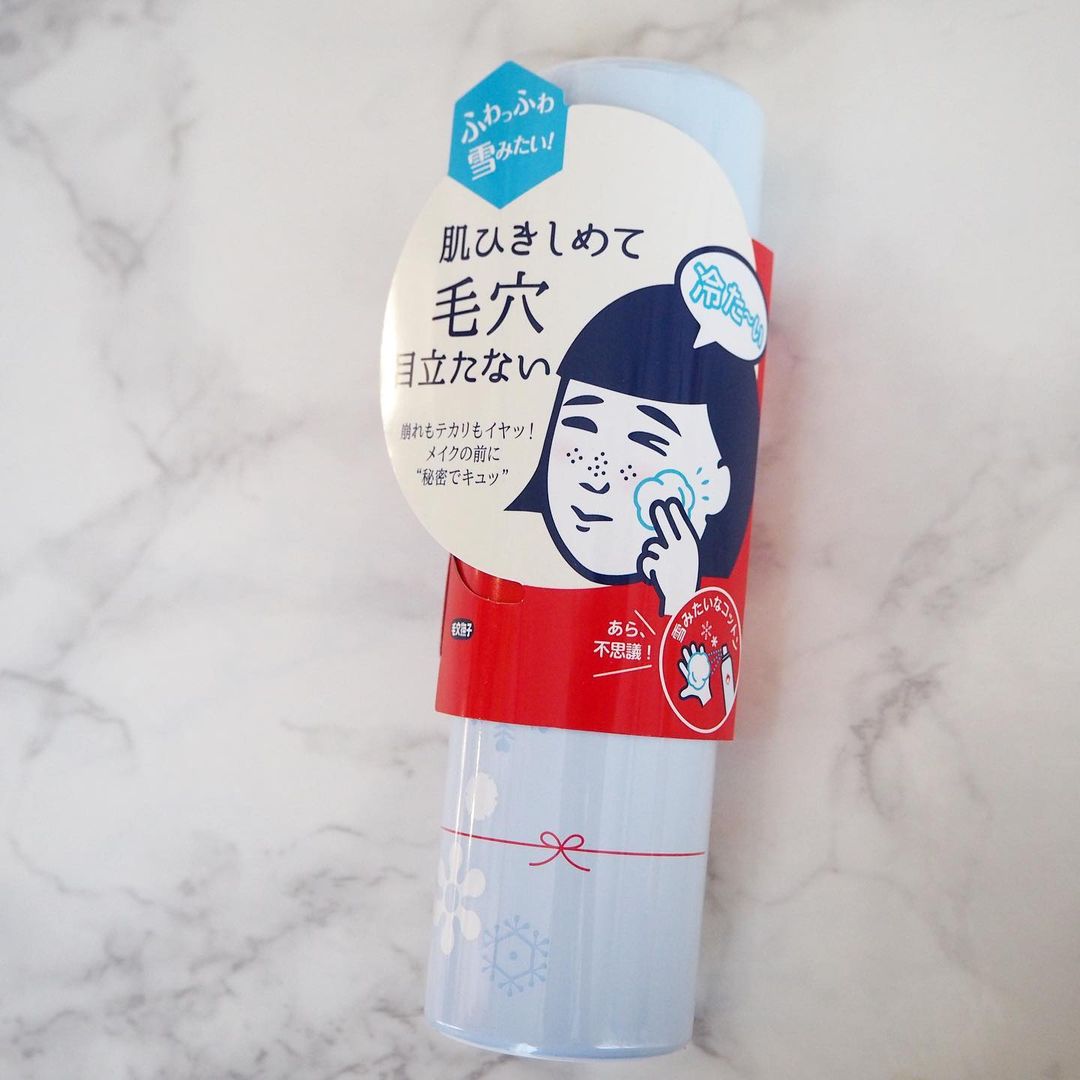 ふわっふわ
雪みたい！
肌ひきしめて
毛穴
目立たない
冷た〜い
崩れもテカリもイヤッ！
メイクの前に
“秘密でキュッ”
毛穴撫子
あら、
不思議！
雪みたいなコットン